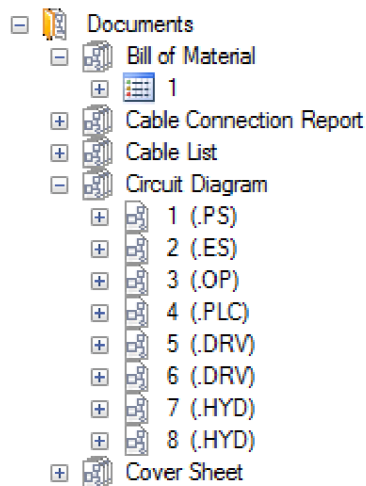 Documents
Bill of Material
1
Cable Connection Report
Cable List
Circuit Diagram
1 (.PS)
2 (.ES)
3 (.OP)
4 (.PLC)
5 (.DRV)
6 (.DRV)
7 (.HYD)
8 (.HYD)
Cover Sheet